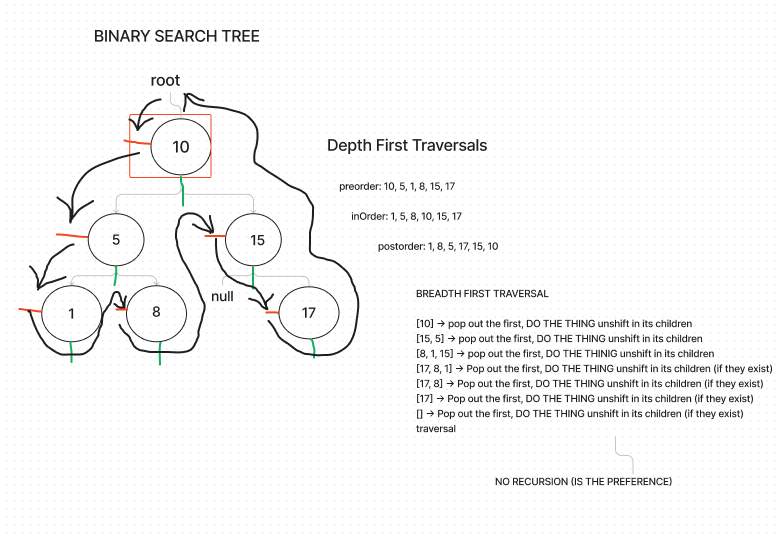 BINARY SEARCH TREE
root
10
Depth First Traversals
preorder: 10, 5, 1, 8, 15, 17
inOrder: 1, 5, 8, 10, 15, 17
postorder: 1, 8, 5, 17, 15, 10
5
15
null
1
8
17
BREADTH FIRST TRAVERSAL
[10] → pop out the first, DO THE THING unshift in its children
[15, 5] → pop out the first, DO THE THING unshift in its children
[8, 1, 15] → pop out the first, DO THE THINIG unshift in its children
[17, 8, 1] → Pop out the first, DO THE THING unshift in its children (if they exist)
[17, 8] → Pop out the first, DO THE THING unshift in its children (if they exist)
[17] → Pop out the first, DO THE THING unshift in its children (if they exist)
[] → Pop out the first, DO THE THING unshift in its children (if they exist)
traversal
NO RECURSION (IS THE PREFERENCE)